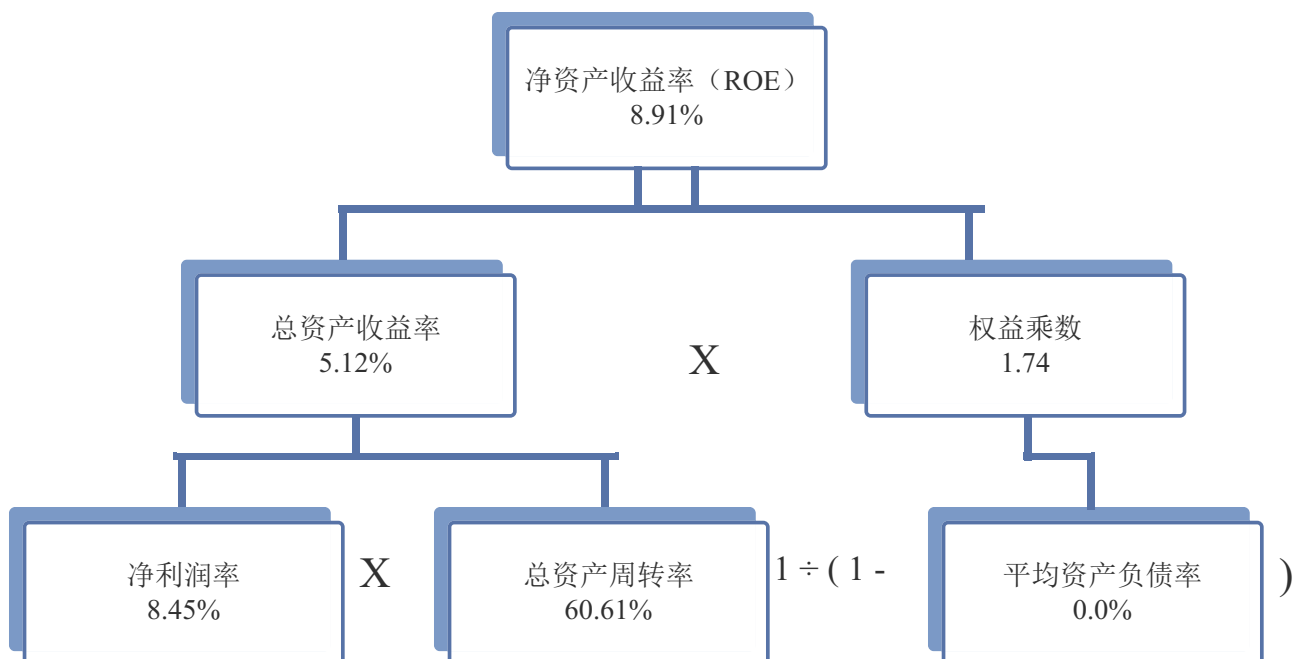 净资产收益率（ROE）
8.91%
总资产收益率
5.12%
X
权益乘数
1.74
净利润率
8.45%
X
总资产周转率
60.61%
1 ÷ ( 1 -
平均资产负债率
0.0%
)